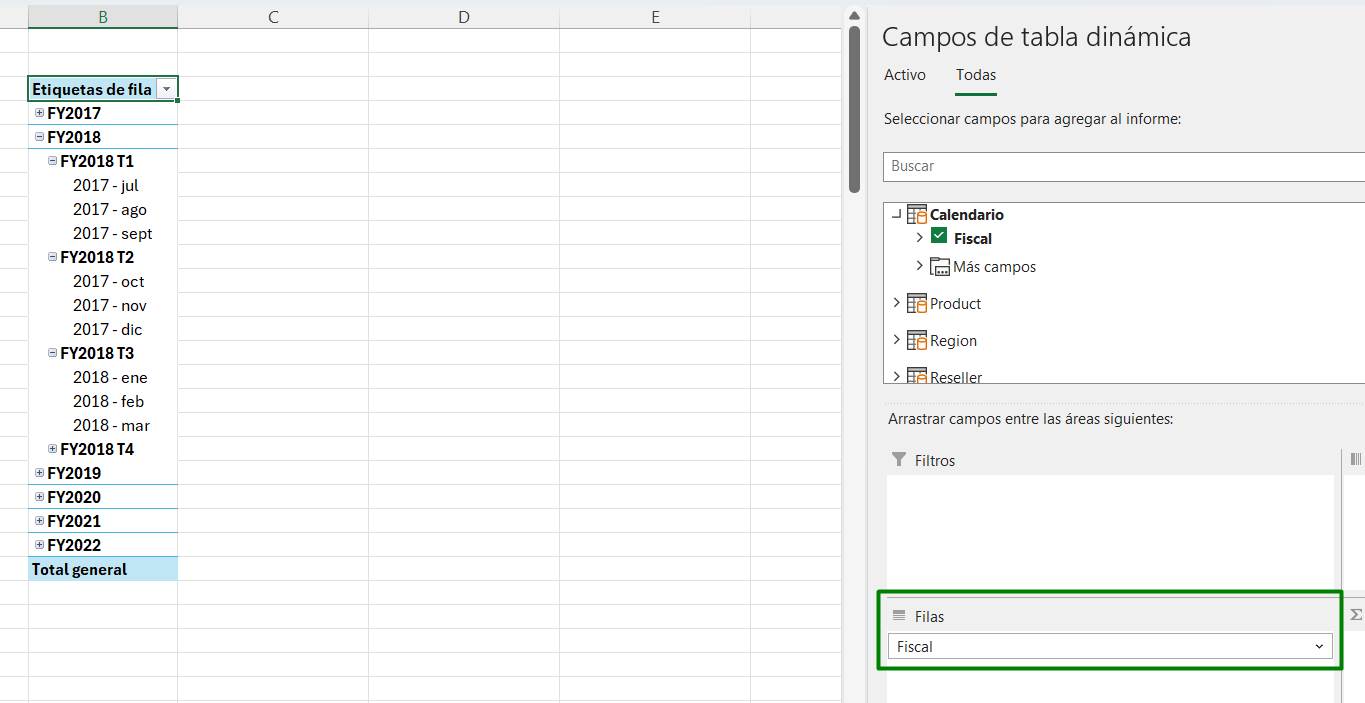 B C D E
Etiquetas de fila
FY2017
FY2018
FY2018 T1
2017 - jul
2017 - ago
2017 - sept
FY2018 T2
2017 - oct
2017 - nov
2017 - dic
FY2018 T3
2018 - ene
2018 - feb
2018 - mar
FY2018 T4
FY2019
FY2020
FY2021
FY2022
Total general
Campos de tabla dinámica
Activo Todas
Seleccionar campos para agregar al informe:
Buscar
Calendario
Fiscal
Más campos
Product
Region
Reseller
Arrastrar campos entre las áreas siguientes:
Filtros
Filas
Σ
Fiscal